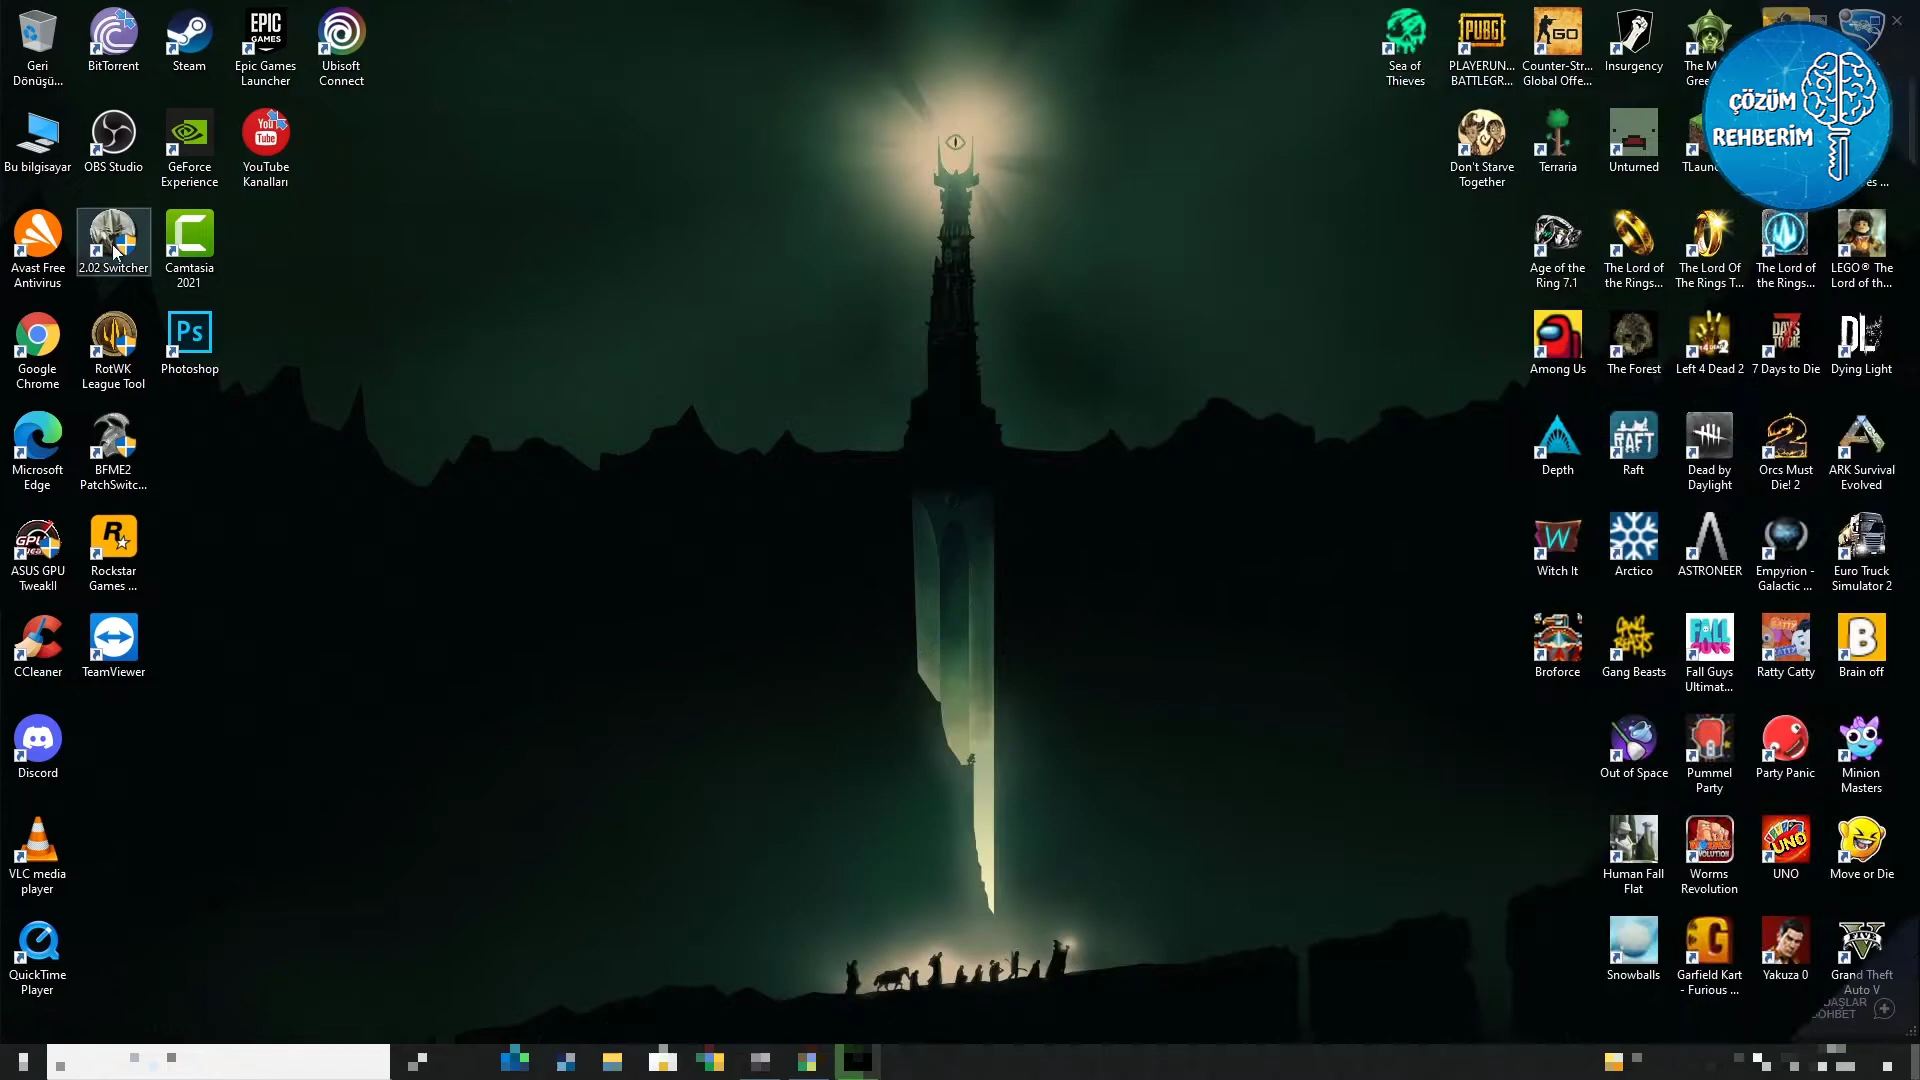 Geri
Dönüşü...
BitTorrent
Steam
Epic Games
Launcher
Ubisoft
Connect
Bu bilgisayar
OBS Studio
GeForce
Experience
YouTube
Kanalları
Avast Free
Antivirus
2.02 Switcher
Camtasia
2021
Google
Chrome
RotWK
League Tool
Photoshop
Microsoft
Edge
BFME2
PatchSwitc...
ASUS GPU
TweakII
Rockstar
Games ...
CCleaner
TeamViewer
Discord
VLC media
player
QuickTime
Player
Sea of
Thieves
PLAYERUN...
BATTLEGR...
Counter-Str...
Global Offe...
Insurgency
ÇÖZÜM
REHBERİM
Don't Starve
Together
Terraria
Unturned
Age of the
Ring 7.1
The Lord of
the Rings...
The Lord Of
The Rings T...
The Lord of
the Rings...
LEGO® The
Lord of th...
Among Us
The Forest
Left 4 Dead 2
7 Days to Die
Dying Light
Depth
Raft
Dead by
Daylight
Orcs Must
Die! 2
ARK Survival
Evolved
Witch It
Arctico
ASTRONEER
Empyrion -
Galactic ...
Euro Truck
Simulator 2
Broforce
Gang Beasts
Fall Guys
Ultimat...
Ratty Catty
Brain off
Out of Space
Pummel
Party
Party Panic
Minion
Masters
Human Fall
Flat
Worms
Revolution
UNO
Move or Die
Snowballs
Garfield Kart
- Furious ...
Yakuza 0
Grand Theft
Auto V